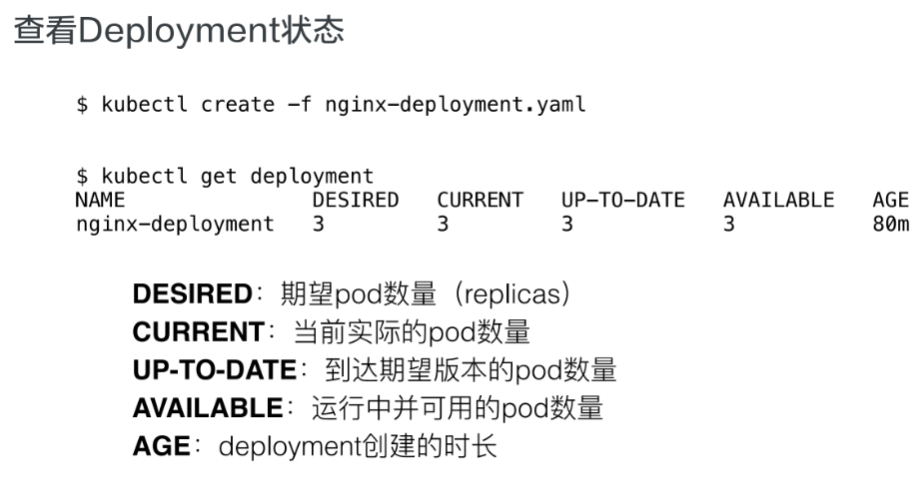 查看Deployment状态
$ kubectl create -f nginx-deployment.yaml
$ kubectl get deployment
NAME DESIRED CURRENT UP-TO-DATE AVAILABLE AGE
nginx-deployment 3 3 3 3 80m
DESIRED：期望pod数量（replicas）
CURRENT：当前实际的pod数量
UP-TO-DATE：到达期望版本的pod数量
AVAILABLE：运行中并可用的pod数量
AGE：deployment创建的时长